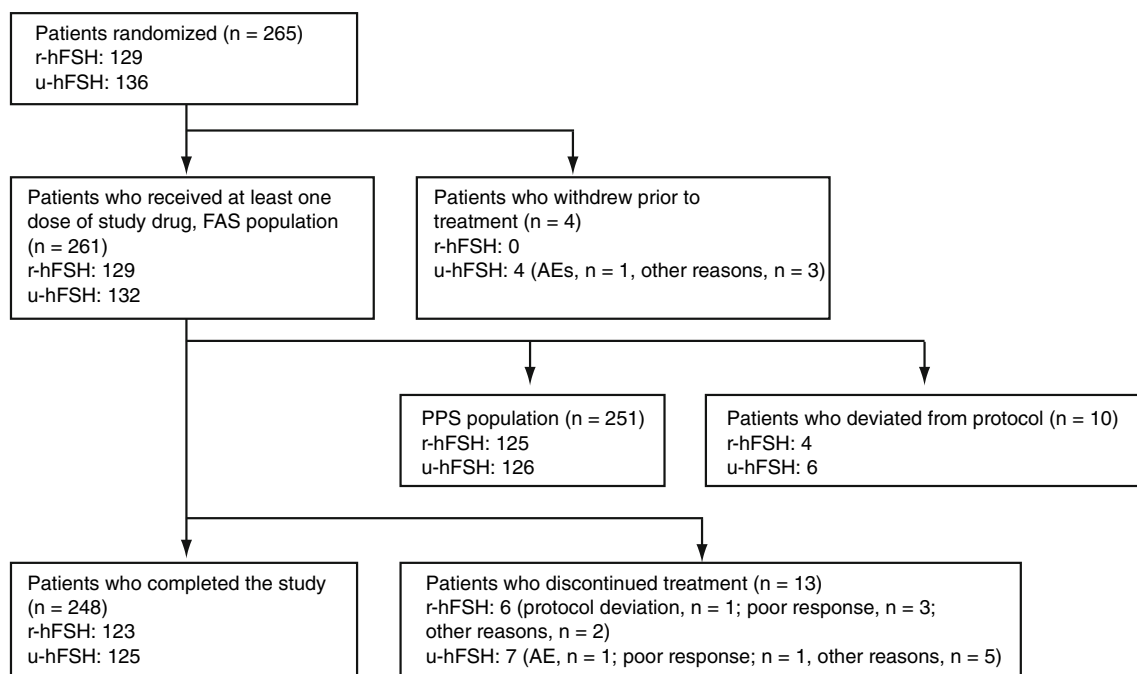 Patients randomized (n = 265)
r-hFSH: 129
u-hFSH: 136
Patients who received at least one
dose of study drug, FAS population
(n = 261)
r-hFSH: 129
u-hFSH: 132
Patients who withdrew prior to
treatment (n = 4)
r-hFSH: 0
u-hFSH: 4 (AEs, n = 1, other reasons, n = 3)
PPS population (n = 251)
r-hFSH: 125
u-hFSH: 126
Patients who deviated from protocol (n = 10)
r-hFSH: 4
u-hFSH: 6
Patients who completed the study
(n = 248)
r-hFSH: 123
u-hFSH: 125
Patients who discontinued treatment (n = 13)
r-hFSH: 6 (protocol deviation, n = 1; poor response, n = 3;
other reasons, n = 2)
u-hFSH: 7 (AE, n = 1; poor response; n = 1, other reasons, n = 5)